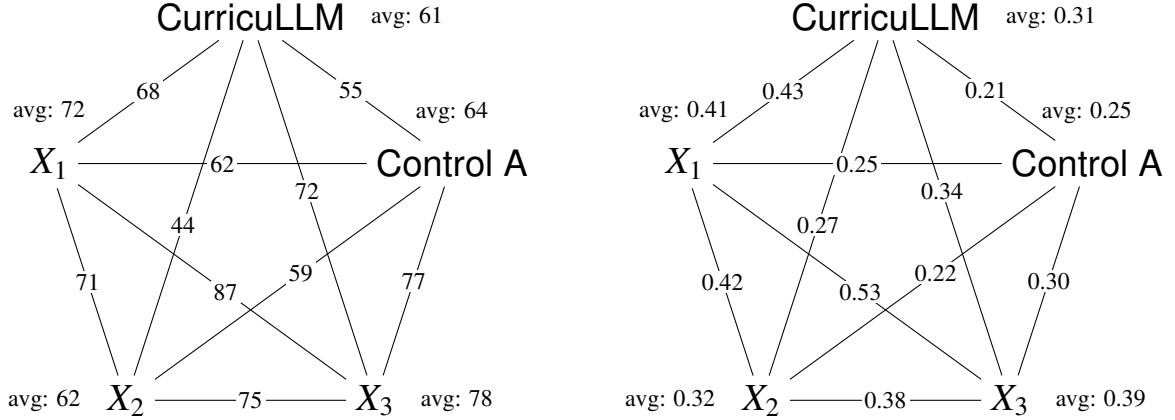 CurricuLLM avg: 61
68
55
avg: 72
avg: 64
X1
62
Control A
72
44
59
71
87
77
avg: 62
X2
75
X3
avg: 78
CurricuLLM avg: 0.31
0.43
0.21
avg: 0.41
avg: 0.25
X1
0.25
Control A
0.34
0.27
0.22
0.42
0.53
0.30
avg: 0.32
X2
0.38
X3
avg: 0.39